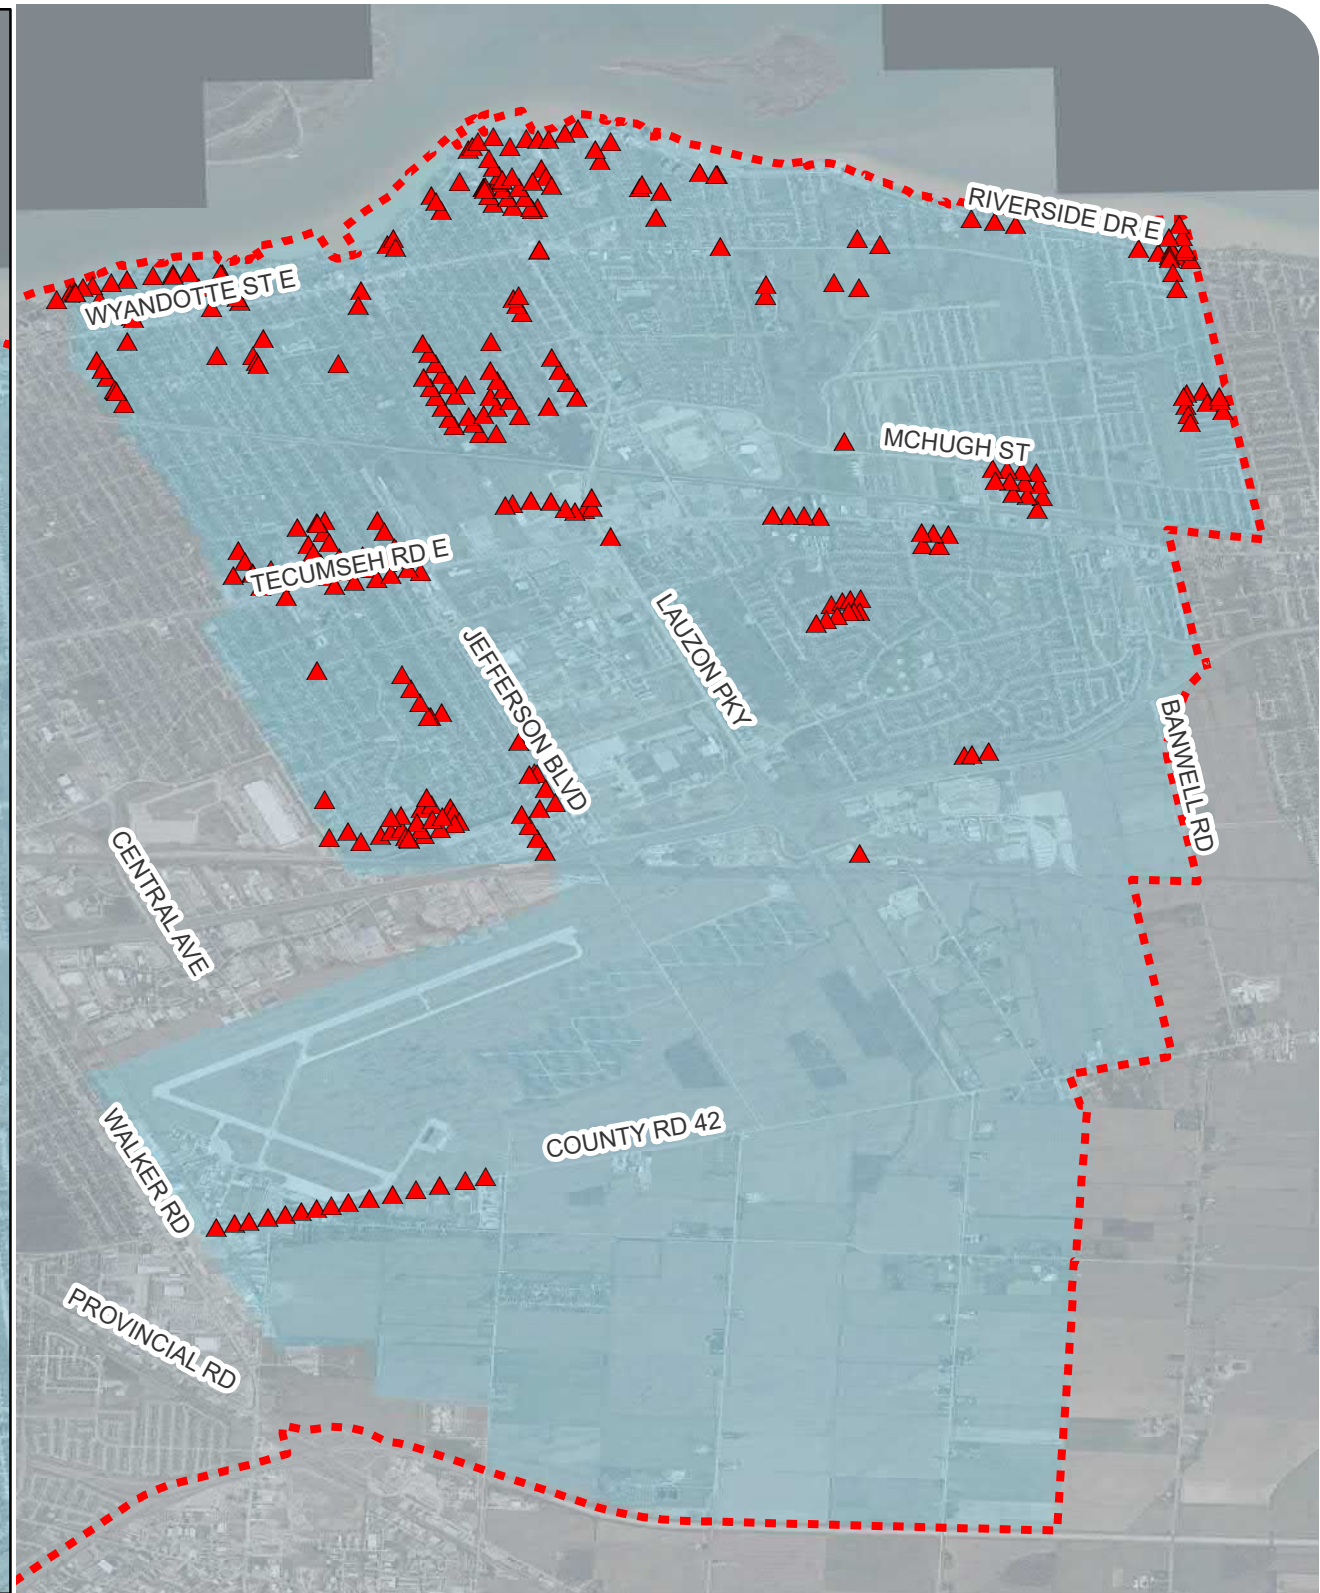 RIVERSIDE DR E
WYANDOTTE ST E
MCHUGH ST
TECUMSEH RD E
LAUZON PKY
JEFFERSON BLVD
BANWELL RD
CENTRAL AVE
COUNTY RD 42
WALKER RD
PROVINCIAL RD